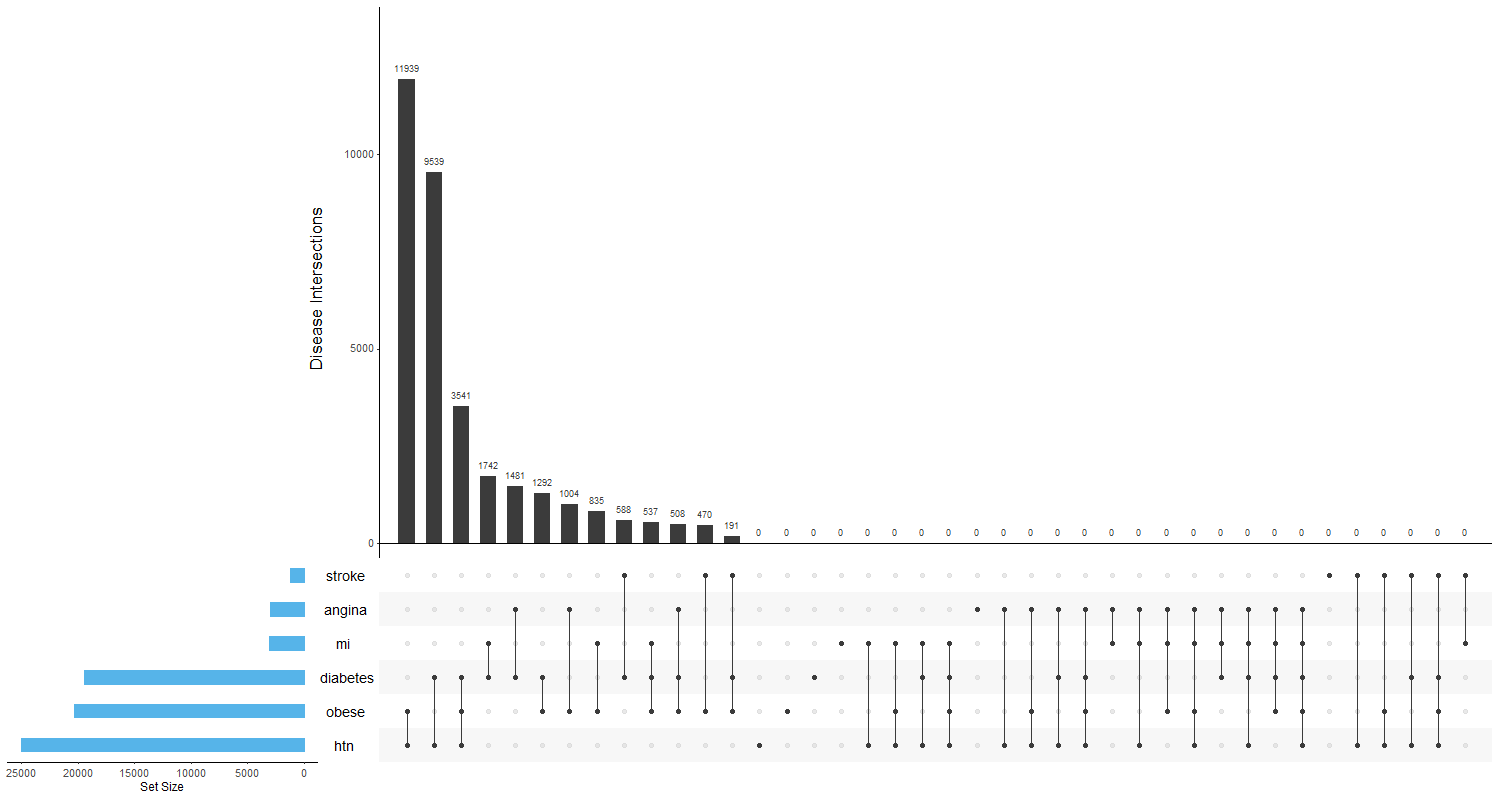 11939
9539
3541
1742
1481
1292
1004
835
588
537
508
470
191
0 0 0 0 0 0 0 0 0 0 0 0 0 0 0 0 0 0 0 0 0 0 0 0 0 0 0
10000
5000
0
Disease Intersections
stroke
angina
mi
diabetes
obese
htn
25000 20000 15000 10000 5000 0
Set Size